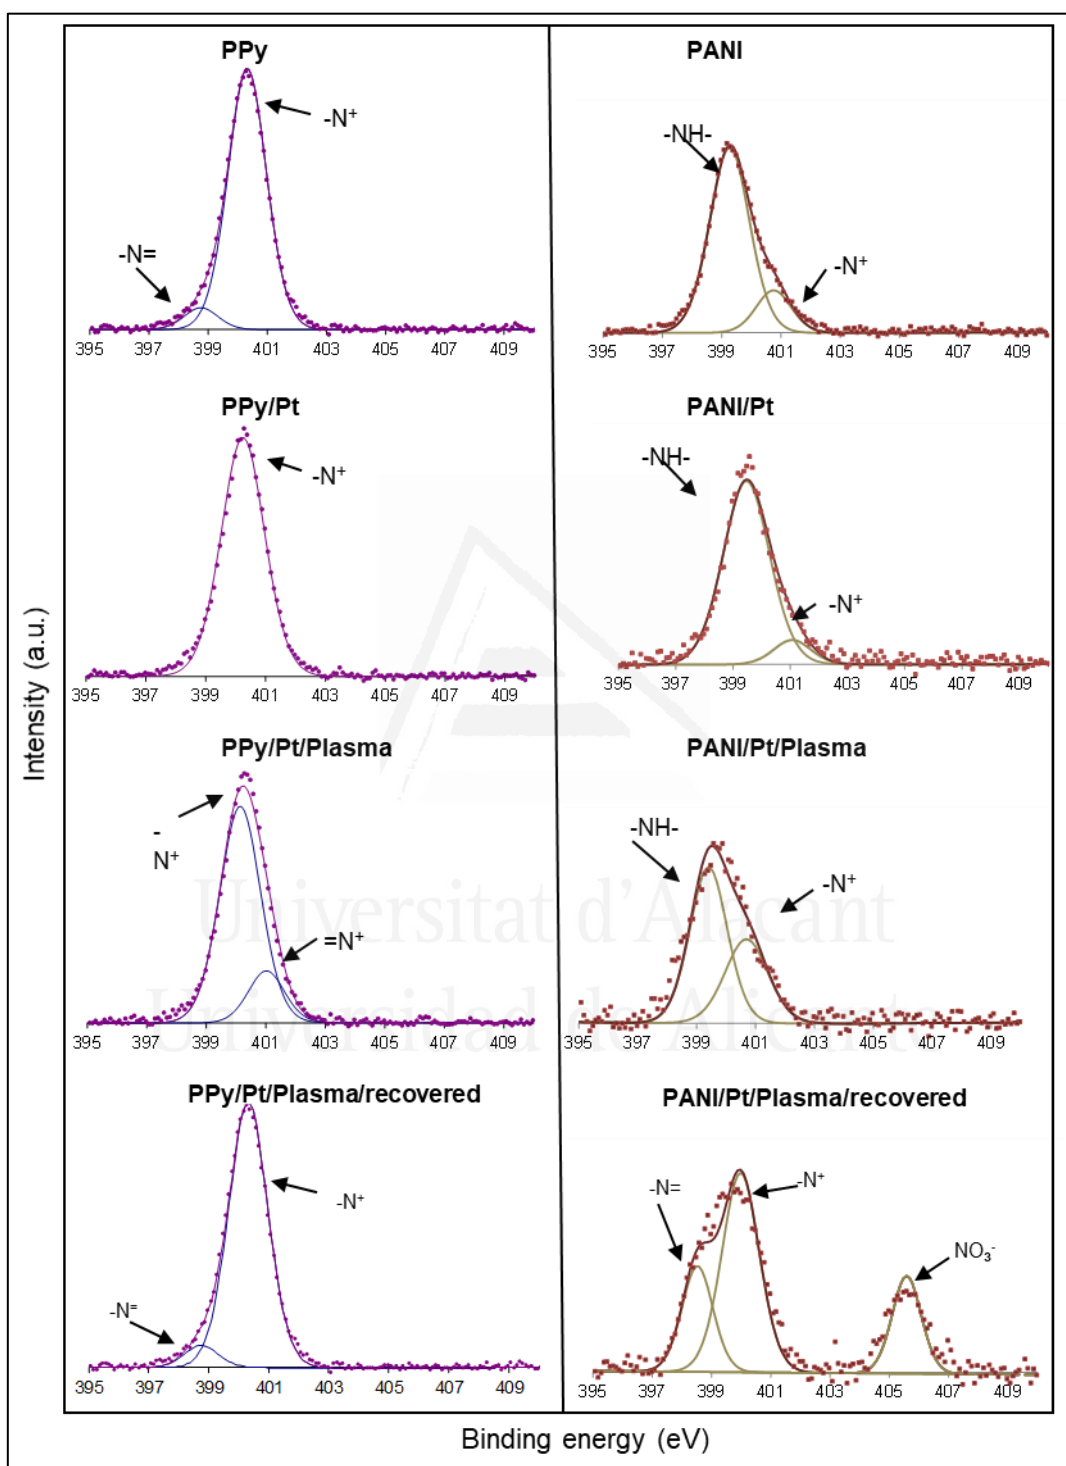 PPy
-N⁺
-N=
395 397 399 401 403 405 407 409
PANI
-NH-
-N⁺
395 397 399 401 403 405 407 409
PPy/Pt
-N⁺
395 397 399 401 403 405 407 409
PANI/Pt
-NH-
-N⁺
395 397 399 401 403 405 407 409
PPy/Pt/Plasma
-
N⁺
=N⁺
395 397 399 401 403 405 407 409
PANI/Pt/Plasma
-NH-
-N⁺
395 397 399 401 403 405 407 409
PPy/Pt/Plasma/recovered
-N⁺
-N=
395 397 399 401 403 405 407 409
PANI/Pt/Plasma/recovered
-N=
-N⁺
NO₃⁻
395 397 399 401 403 405 407 409
Intensity (a.u.)
Binding energy (eV)
Universitat d'Alacant
Universidad de Alicante